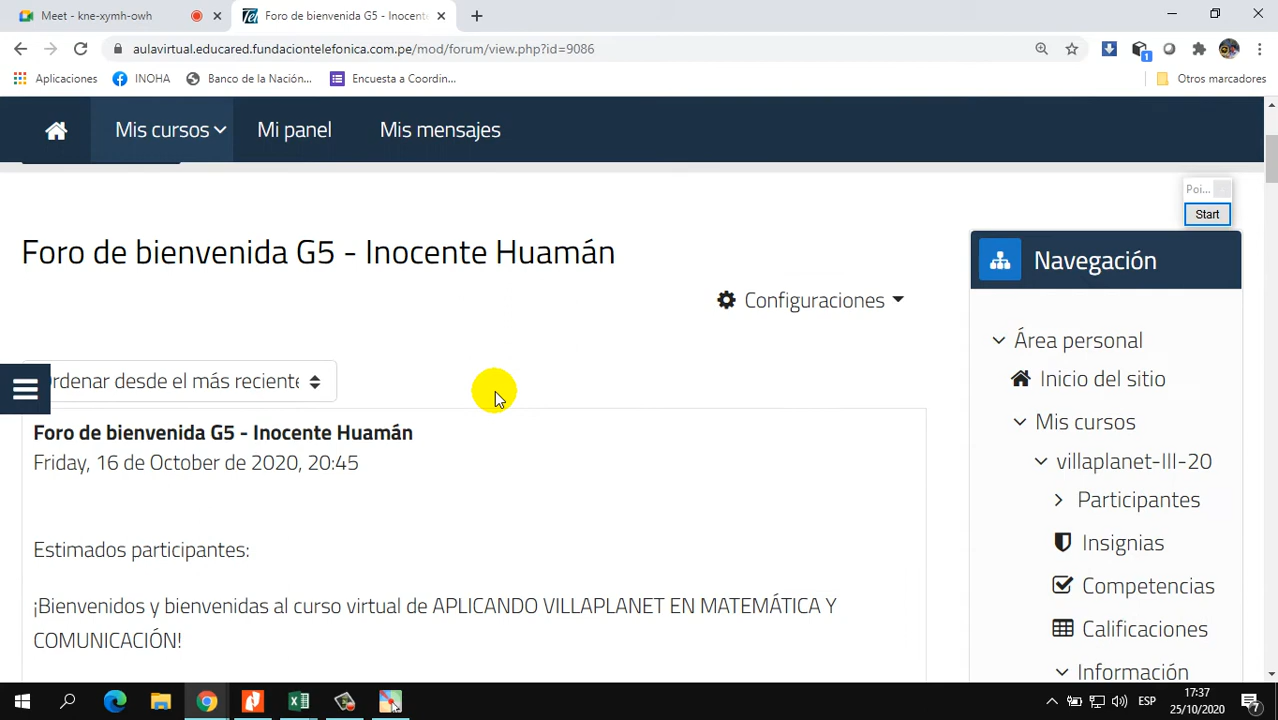 Meet - kne-xymh-owh
Foro de bienvenida G5 - Inocente
aulavirtual.educared.fundaciontelefonica.com.pe/mod/forum/view.php?id=9086
Aplicaciones
INOHA
Banco de la Nación...
Encuesta a Coordin...
Otros marcadores
1
Mis cursos
Mi panel
Mis mensajes
Poi...
Start
Foro de bienvenida G5 - Inocente Huamán
Configuraciones
Ordenar desde el más reciente
Foro de bienvenida G5 - Inocente Huamán
Friday, 16 de October de 2020, 20:45
Estimados participantes:
¡Bienvenidos y bienvenidas al curso virtual de APLICANDO VILLAPLANET EN MATEMÁTICA Y
COMUNICACIÓN!
Navegación
Área personal
Inicio del sitio
Mis cursos
villaplanet-III-20
Participantes
Insignias
Competencias
Calificaciones
Información
ESP
17:37
25/10/2020
7